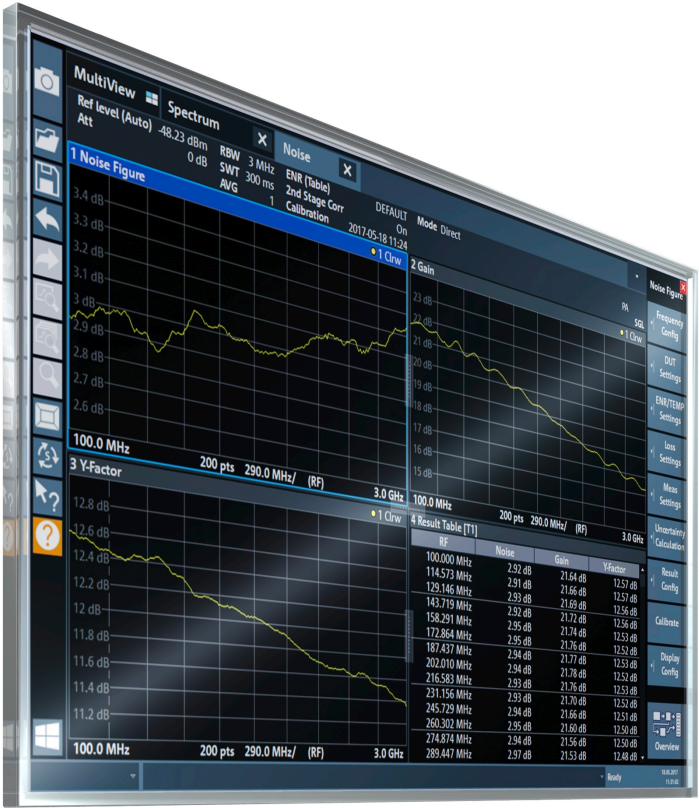 MultiView
Spectrum
Noise
Ref level (Auto) -48.23 dBm
RBW 3 MHz
ENR (Table) DEFAULT
Mode Direct
Att 0 dB
SWT 300 ms
2nd Stage Corr On
AVG 1
Calibration 2017-05-18 11:24
1 Noise Figure
1 Clrw
3.4 dB
3.3 dB
3.2 dB
3.1 dB
3 dB
2.9 dB
2.8 dB
2.7 dB
2.6 dB
100.0 MHz
200 pts
290.0 MHz/
(RF)
3.0 GHz
2 Gain
PA
SGL
1 Clrw
23 dB
22 dB
21 dB
20 dB
19 dB
18 dB
17 dB
16 dB
15 dB
100.0 MHz
200 pts
290.0 MHz/
(RF)
3.0 GHz
3 Y-Factor
1 Clrw
12.8 dB
12.6 dB
12.4 dB
12.2 dB
12 dB
11.8 dB
11.6 dB
11.4 dB
11.2 dB
100.0 MHz
200 pts
290.0 MHz/
(RF)
3.0 GHz
4 Result Table [T1]
RF Noise Gain Y-Factor
100.000 MHz 2.92 dB 21.64 dB 12.57 dB
114.573 MHz 2.91 dB 21.66 dB 12.57 dB
129.146 MHz 2.93 dB 21.69 dB 12.56 dB
143.719 MHz 2.92 dB 21.72 dB 12.56 dB
158.291 MHz 2.95 dB 21.74 dB 12.53 dB
172.864 MHz 2.95 dB 21.76 dB 12.52 dB
187.437 MHz 2.94 dB 21.77 dB 12.53 dB
202.010 MHz 2.94 dB 21.78 dB 12.52 dB
216.583 MHz 2.93 dB 21.76 dB 12.53 dB
231.156 MHz 2.93 dB 21.70 dB 12.52 dB
245.729 MHz 2.94 dB 21.66 dB 12.51 dB
260.302 MHz 2.95 dB 21.60 dB 12.50 dB
274.874 MHz 2.94 dB 21.56 dB 12.50 dB
289.447 MHz 2.97 dB 21.53 dB 12.48 dB
Noise Figure
Frequency
Config
DUT
Settings
ENR/TEMP
Settings
Loss
Settings
Meas
Settings
Uncertainty
Calculation
Result
Config
Calibrate
Display
Config
Overview
Ready